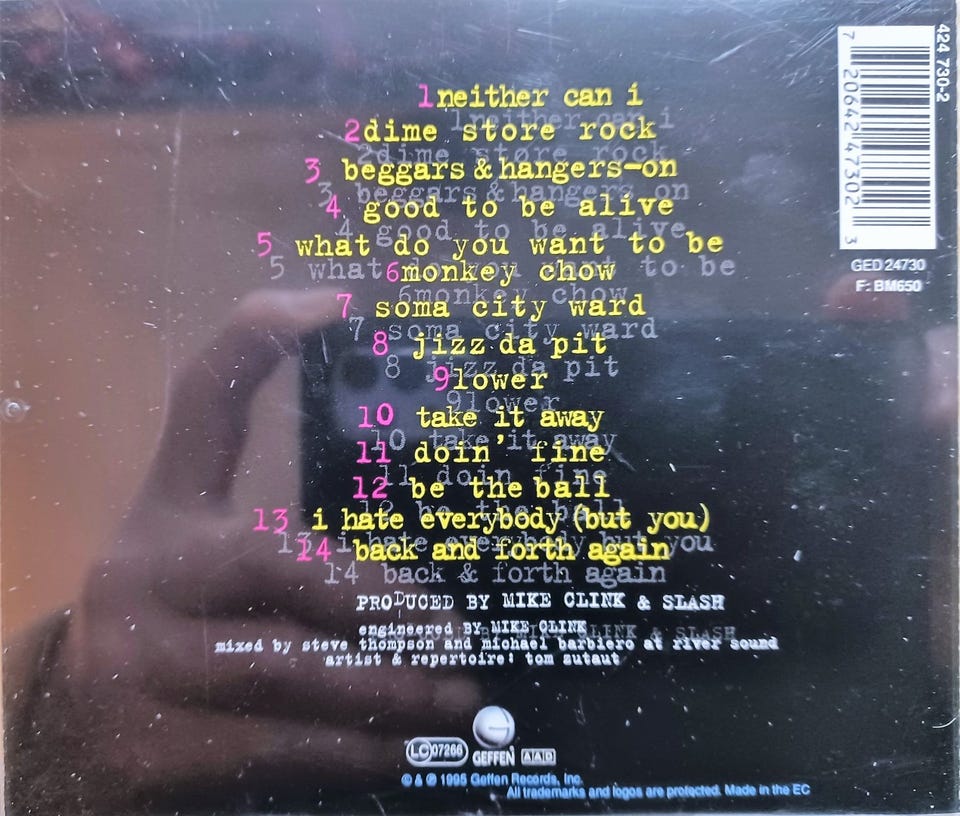 1neither can i
2dime store rock
3 beggars & hangers-on
4 good to be alive
5 what do you want to be
6monkey chow
7 soma city ward
8 jizz da pit
9lower
10 take it away
11 doin' fine
12 be the ball
13 i hate everybody (but you)
14 back and forth again
14 back & forth again
PRODUCED BY MIKE CLINK & SLASH
engineered BY MIKE CLINK
mixed by steve thompson and michael barbiero at river sound
artist & repertoire: tom zutaut
LC 07266
GEFFEN
AAD
© & ℗ 1995 Geffen Records, Inc.
All trademarks and logos are protected. Made in the EC
424 730-2
7 20642 47302 3
GED 24730
F: BM650